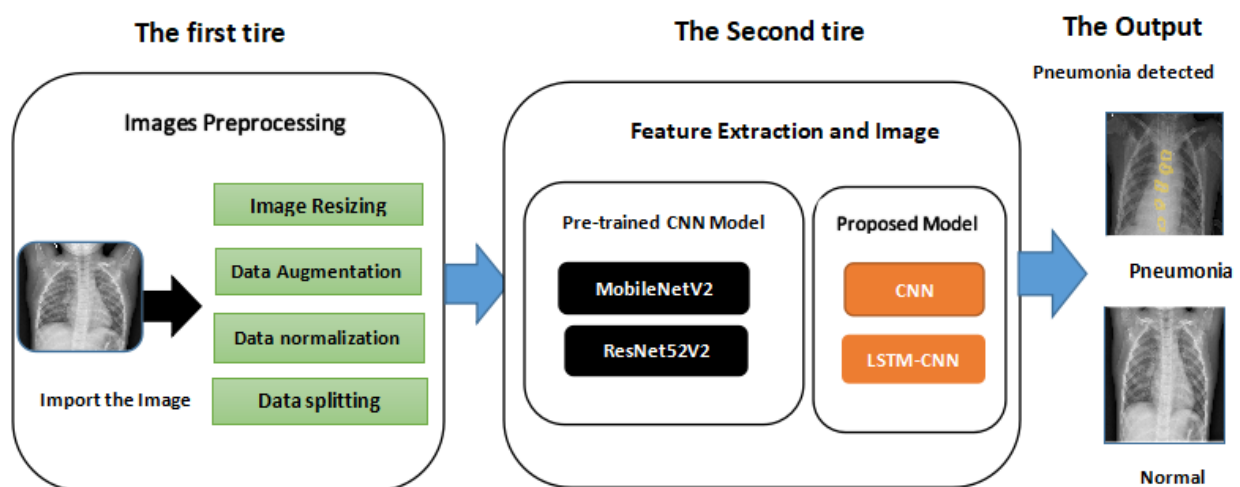 The first tire
Images Preprocessing
Image Resizing
Data Augmentation
Data normalization
Data splitting
Import the Image
The Second tire
Feature Extraction and Image
Pre-trained CNN Model
MobileNetV2
ResNet52V2
Proposed Model
CNN
LSTM-CNN
The Output
Pneumonia detected
Pneumonia
Normal